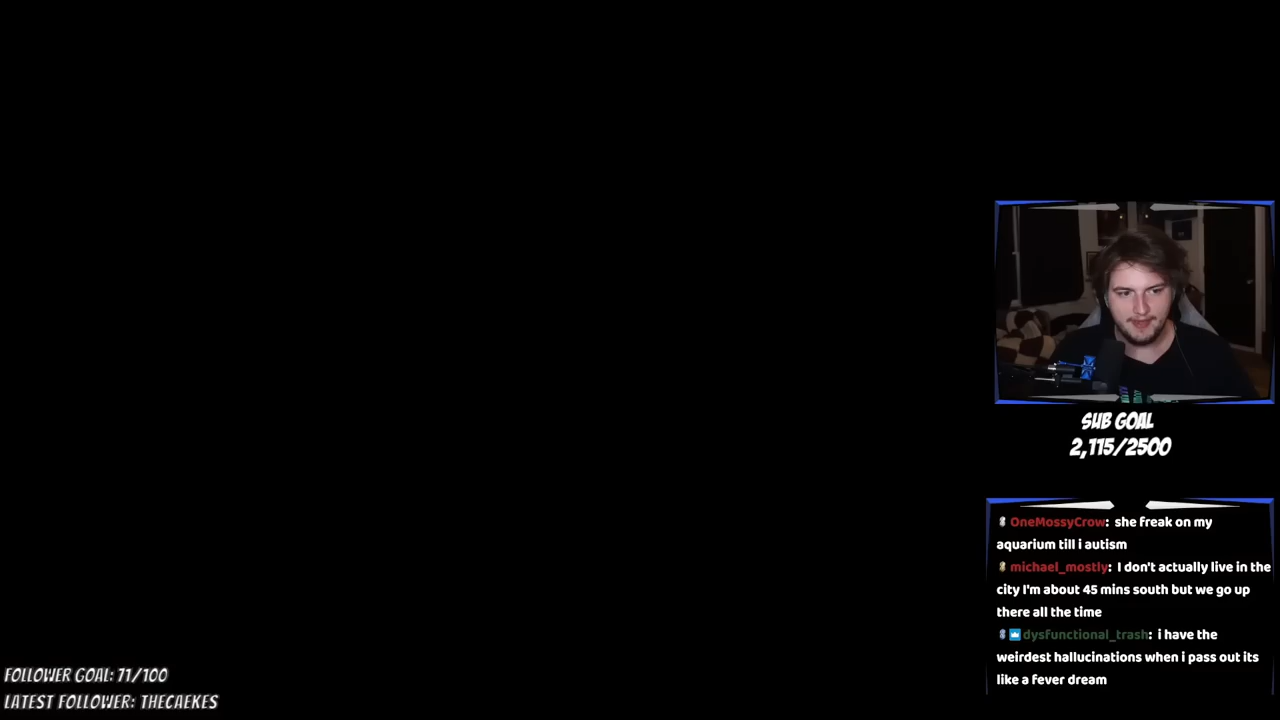 SUB GOAL
2,115/2500
OneMossyCrow: she freak on my
aquarium till i autism
michael_mostly: I don't actually live in the
city I'm about 45 mins south but we go up
there all the time
dysfunctional_trash: i have the
weirdest hallucinations when i pass out its
like a fever dream
FOLLOWER GOAL: 71/100
LATEST FOLLOWER: THECAEKES